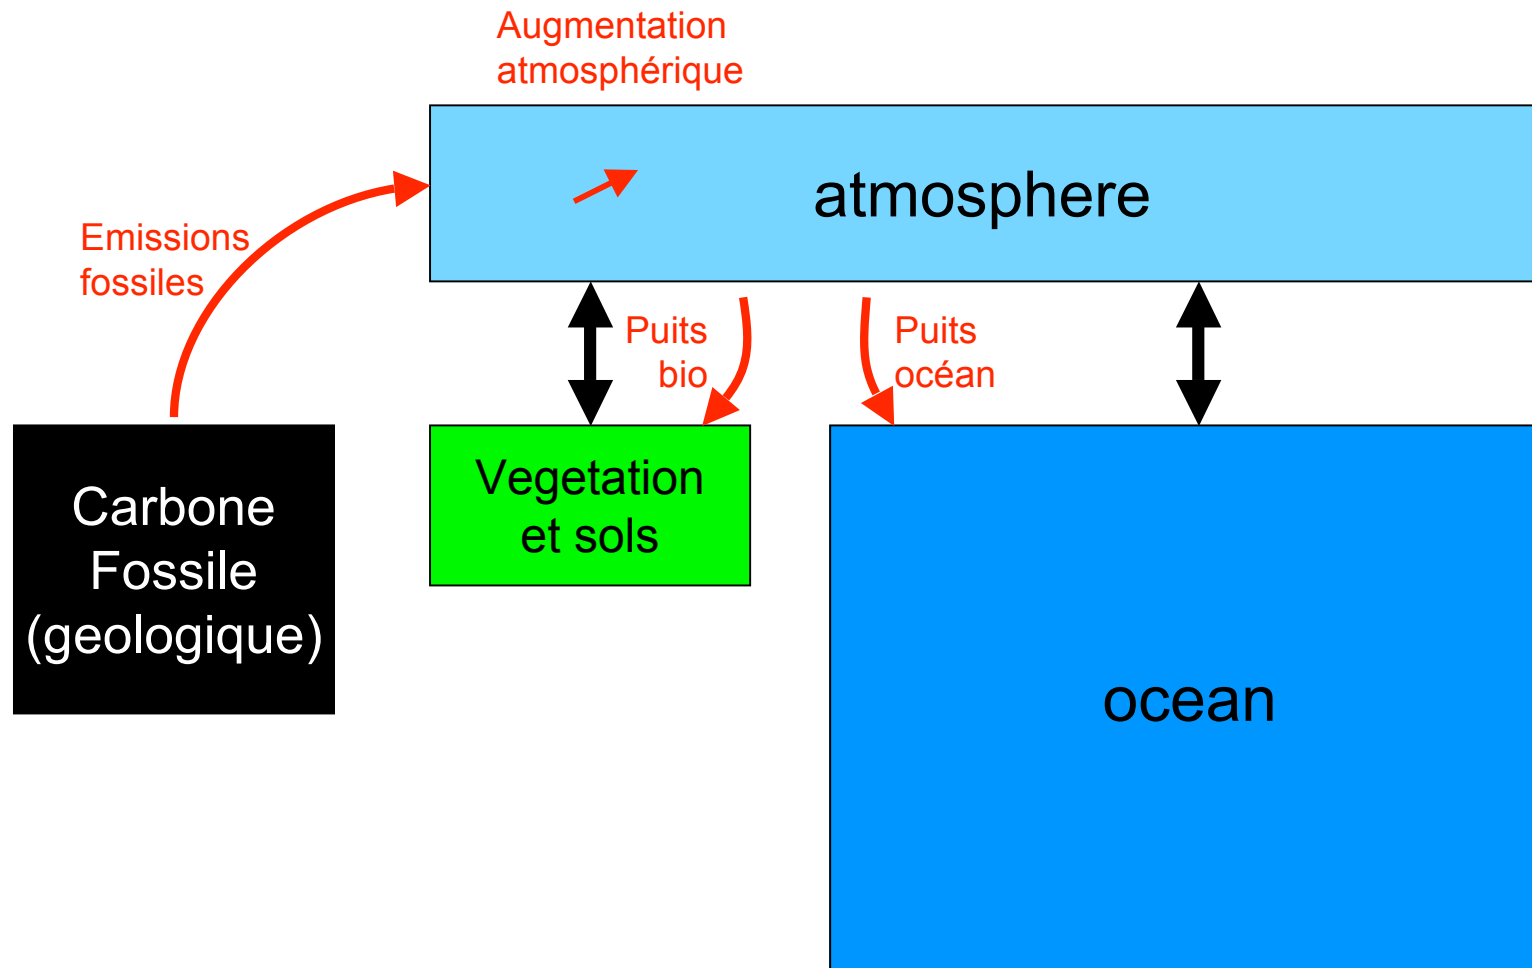 Augmentation
atmosphérique
atmosphere
Emissions
fossiles
Puits
bio
Puits
océan
Carbone
Fossile
(geologique)
Vegetation
et sols
ocean